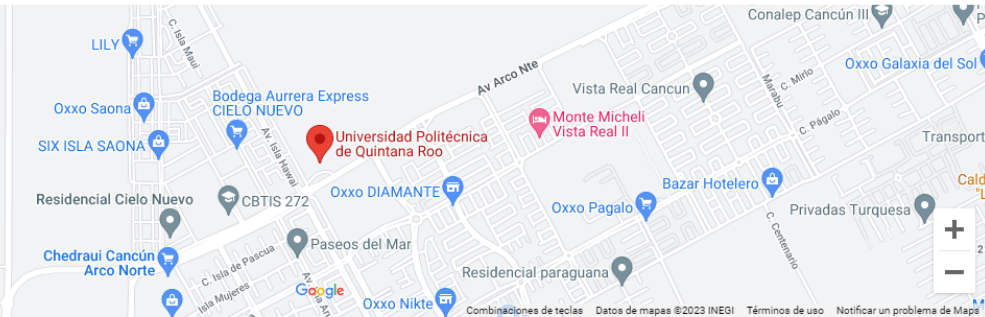 Conalep Cancún III
P
C. Isla Maui
LILY
Av Arco Nte
Oxxo Galaxia del Sol
C. Mirlo
Marabu
Vista Real Cancun
Bodega Aurrera Express
CIELO NUEVO
Oxxo Saona
Monte Micheli
Vista Real II
C. Págalo
Universidad Politécnica
de Quintana Roo
Transport
SIX ISLA SAONA
Av. Isla Hawai
Oxxo DIAMANTE
Bazar Hotelero
Cald
"L
Residencial Cielo Nuevo
CBTIS 272
Oxxo Pagalo
Privadas Turquesa
C. Centenario
Paseos del Mar
Chedraui Cancún
Arco Norte
C. Isla de Pascua
Residencial paraguana
+
2
−
Isla Mujeres
Google
Oxxo Nikte
Combinaciones de teclas Datos de mapas ©2023 INEGI Términos de uso Notificar un problema de Maps